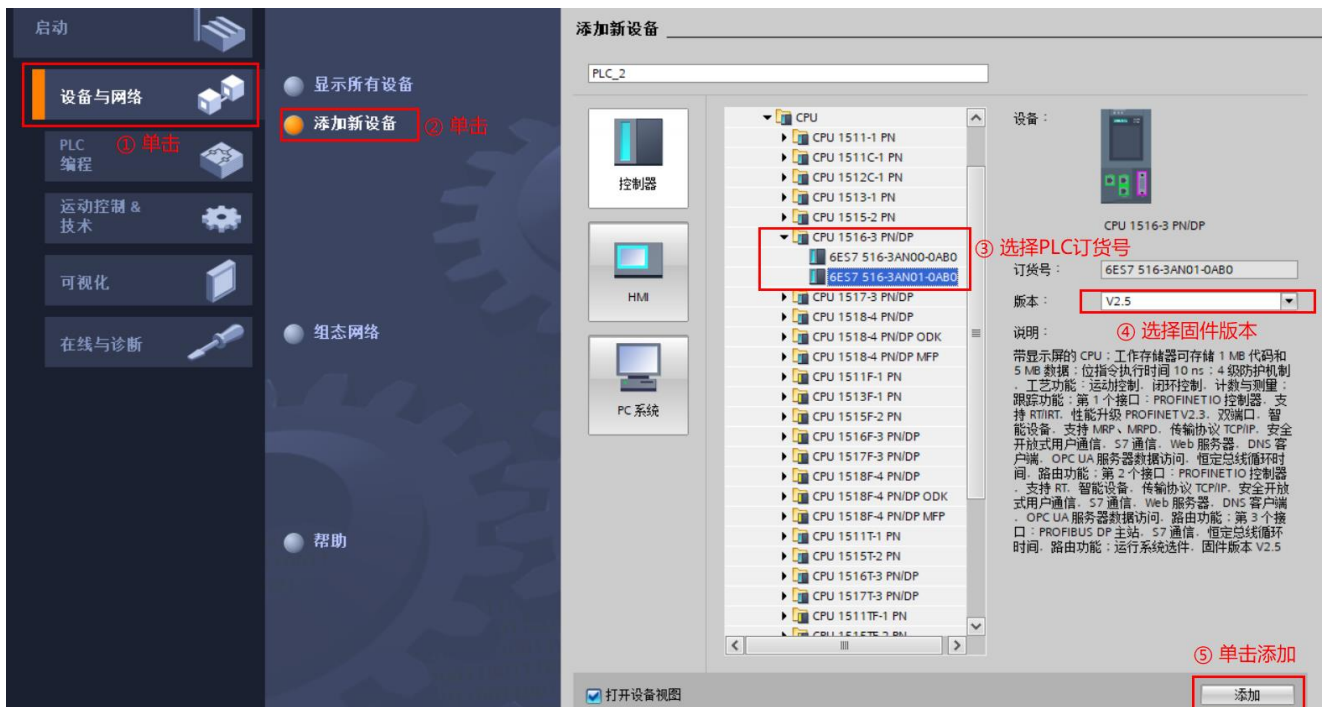 启动
设备与网络
① 单击
PLC
编程
运动控制 &
技术
可视化
在线与诊断
显示所有设备
添加新设备
② 单击
组态网络
帮助
添加新设备
PLC_2
控制器
HMI
PC 系统
CPU
CPU 1511-1 PN
CPU 1511C-1 PN
CPU 1512C-1 PN
CPU 1513-1 PN
CPU 1515-2 PN
CPU 1516-3 PN/DP
6ES7 516-3AN00-0AB0
6ES7 516-3AN01-0AB0
CPU 1517-3 PN/DP
CPU 1518-4 PN/DP
CPU 1518-4 PN/DP ODK
CPU 1518-4 PN/DP MFP
CPU 1511F-1 PN
CPU 1513F-1 PN
CPU 1515F-2 PN
CPU 1516F-3 PN/DP
CPU 1517F-3 PN/DP
CPU 1518F-4 PN/DP
CPU 1518F-4 PN/DP ODK
CPU 1518F-4 PN/DP MFP
CPU 1511T-1 PN
CPU 1515T-2 PN
CPU 1516T-3 PN/DP
CPU 1517T-3 PN/DP
CPU 1511TF-1 PN
CPU 1515TF-2 PN
③ 选择PLC订货号
设备：
CPU 1516-3 PN/DP
订货号：
6ES7 516-3AN01-0AB0
版本：
V2.5
④ 选择固件版本
说明：
带显示屏的 CPU；工作存储器可存储 1 MB 代码和
5 MB 数据；位指令执行时间 10 ns；4 级防护机制
，工艺功能：运动控制，闭环控制，计数与测量；
跟踪功能；第 1 个接口：PROFINET IO 控制器，支
持 RT/IRT，性能升级 PROFINET V2.3，双端口，智
能设备，支持 MRP、MRPD，传输协议 TCP/IP，安全
开放式用户通信，S7 通信，Web 服务器，DNS 客
户端，OPC UA 服务器数据访问，恒定总线循环时
间，路由功能；第 2 个接口：PROFINET IO 控制器
，支持 RT，智能设备，传输协议 TCP/IP，安全开放
式用户通信，S7 通信，Web 服务器，DNS 客户端
，OPC UA 服务器数据访问，路由功能；第 3 个接
口：PROFIBUS DP 主站，S7 通信，恒定总线循环
时间，路由功能；运行系统选件，固件版本 V2.5
⑤ 单击添加
打开设备视图
添加